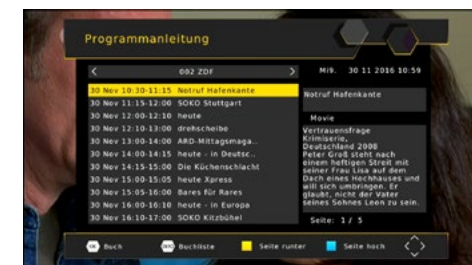 Programmanleitung
002 ZDF
Mi9. 30 11 2016 10:59
30 Nov 10:30-11:15 Notruf Hafenkante
30 Nov 11:15-12:00 SOKO Stuttgart
30 Nov 12:00-12:10 heute
30 Nov 12:10-13:00 drehscheibe
30 Nov 13:00-14:00 ARD-Mittagsmaga..
30 Nov 14:00-14:15 heute - in Deutsc..
30 Nov 14:15-15:00 Die Küchenschlacht
30 Nov 15:00-15:05 heute Xpress
30 Nov 15:05-16:00 Bares für Rares
30 Nov 16:00-16:10 heute - in Europa
30 Nov 16:10-17:00 SOKO Kitzbühel
Notruf Hafenkante
Movie
Vertrauensfrage
Krimiserie,
Deutschland 2008
Peter Groß steht nach
einem heftigen Streit mit
seiner Frau Lisa auf dem
Dach eines Hochhauses und
will sich umbringen. Er
glaubt, nicht der Vater
seines Sohnes Leon zu sein.
Seite: 1 / 5
Buch
Buchliste
Seite runter
Seite hoch